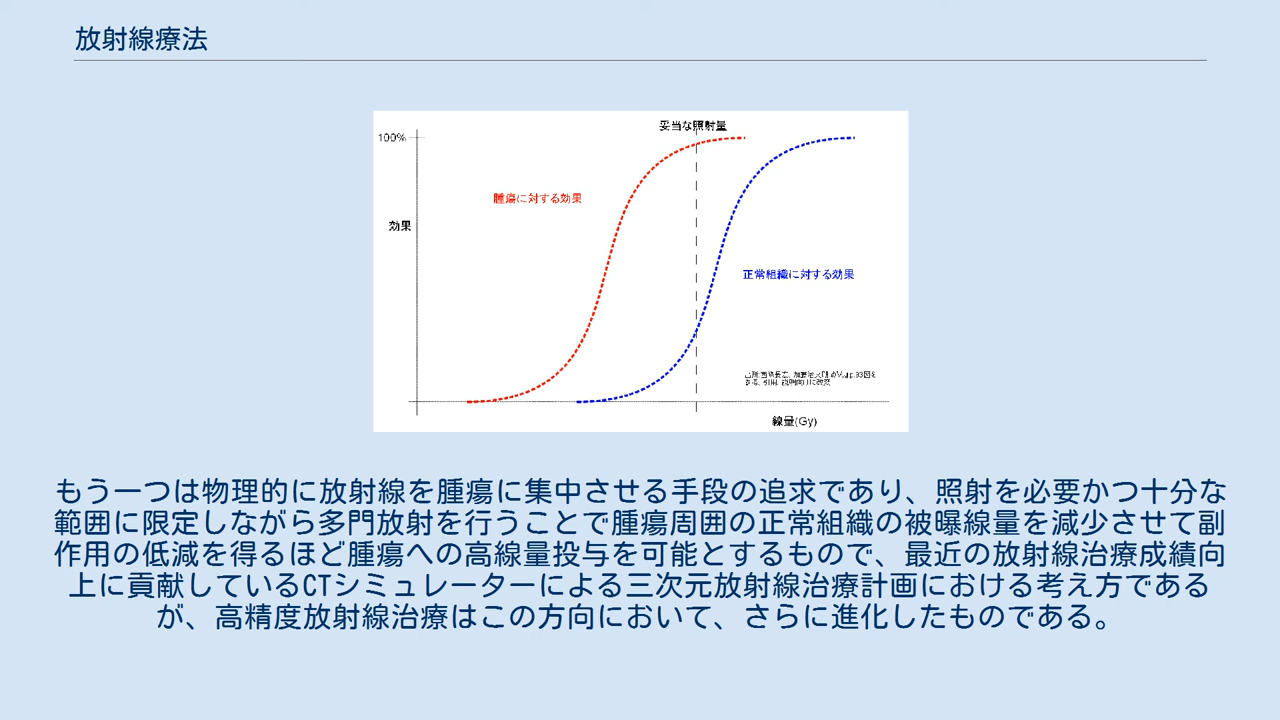 放射線療法
妥当な照射量
100%
腫瘍に対する効果
効果
正常組織に対する効果
線量(Gy)
もう一つは物理的に放射線を腫瘍に集中させる手段の追求であり、照射を必要かつ十分な
範囲に限定しながら多門放射を行うことで腫瘍周囲の正常組織の被曝線量を減少させて副
作用の低減を得るほど腫瘍への高線量投与を可能とするもので、最近の放射線治療成績向
上に貢献しているCTシミュレーターによる三次元放射線治療計画における考え方である
が、高精度放射線治療はこの方向において、さらに進化したものである。